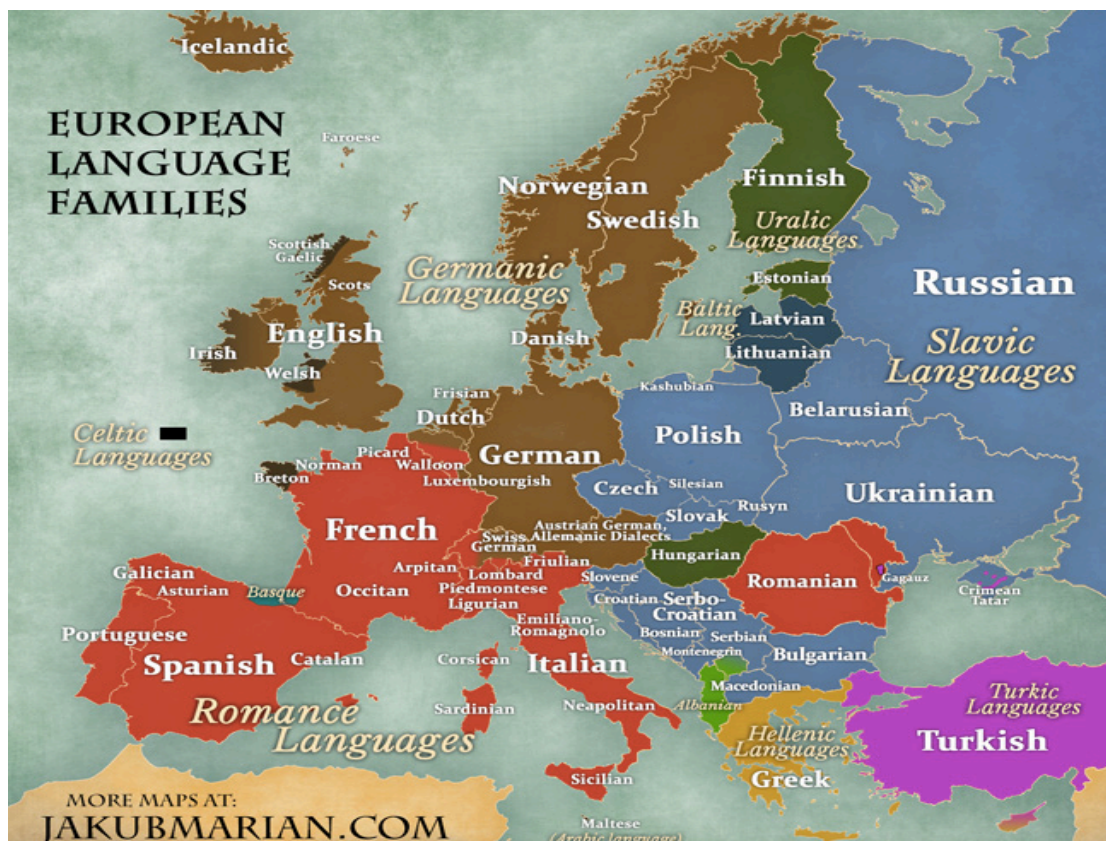 Icelandic
EUROPEAN
LANGUAGE
FAMILIES
Faroese
Norwegian
Swedish
Finnish
Uralic
Languages
Scottish
Gaelic
Scots
Germanic
Languages
Estonian
Russian
Baltic
Lang.
Latvian
Lithuanian
Slavic
Languages
English
Irish
Welsh
Danish
Kashubian
Belarusian
Frisian
Dutch
Polish
Celtic
Languages
Picard
Norman
Walloon
Breton
German
Luxembourgish
Czech
Silesian
Ukrainian
Rusyn
Slovak
French
Austrian German,
Allemanic Dialects
Swiss
German
Hungarian
Friulian
Arpitan
Lombard
Slovene
Romanian
Gagauz
Crimean
Tatar
Galician
Asturian
Basque
Occitan
Piedmontese
Ligurian
Croatian
Serbo-
Croatian
Emiliano-
Romagnolo
Bosnian
Serbian
Portuguese
Spanish
Catalan
Corsican
Italian
Montenegrin
Bulgarian
Macedonian
Albanian
Turkic
Languages
Romance
Languages
Sardinian
Neapolitan
Hellenic
Languages
Turkish
Sicilian
Greek
MORE MAPS AT:
JAKUBMARIAN.COM
Maltese
(Arabic language)